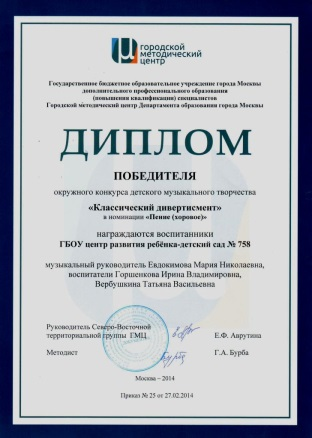 городской
методический
центр
Государственное бюджетное образовательное учреждение города Москвы
дополнительного профессионального образования
(повышения квалификации) специалистов
Городской методический центр Департамента образования города Москвы
ДИПЛОМ
ПОБЕДИТЕЛЯ
окружного конкурса детского музыкального творчества
«Классический дивертисмент»
в номинации «Пение (хоровое)»
награждаются воспитанники
ГБОУ центр развития ребёнка-детский сад № 758
музыкальный руководитель Евдокимова Мария Николаевна,
воспитатели Горшенкова Ирина Владимировна,
Вербушкина Татьяна Васильевна
Руководитель Северо-Восточной
территориальной группы ГМЦ Е.Ф. Аврутина
Методист Г.А. Бурба
Москва – 2014
Приказ № 25 от 27.02.2014